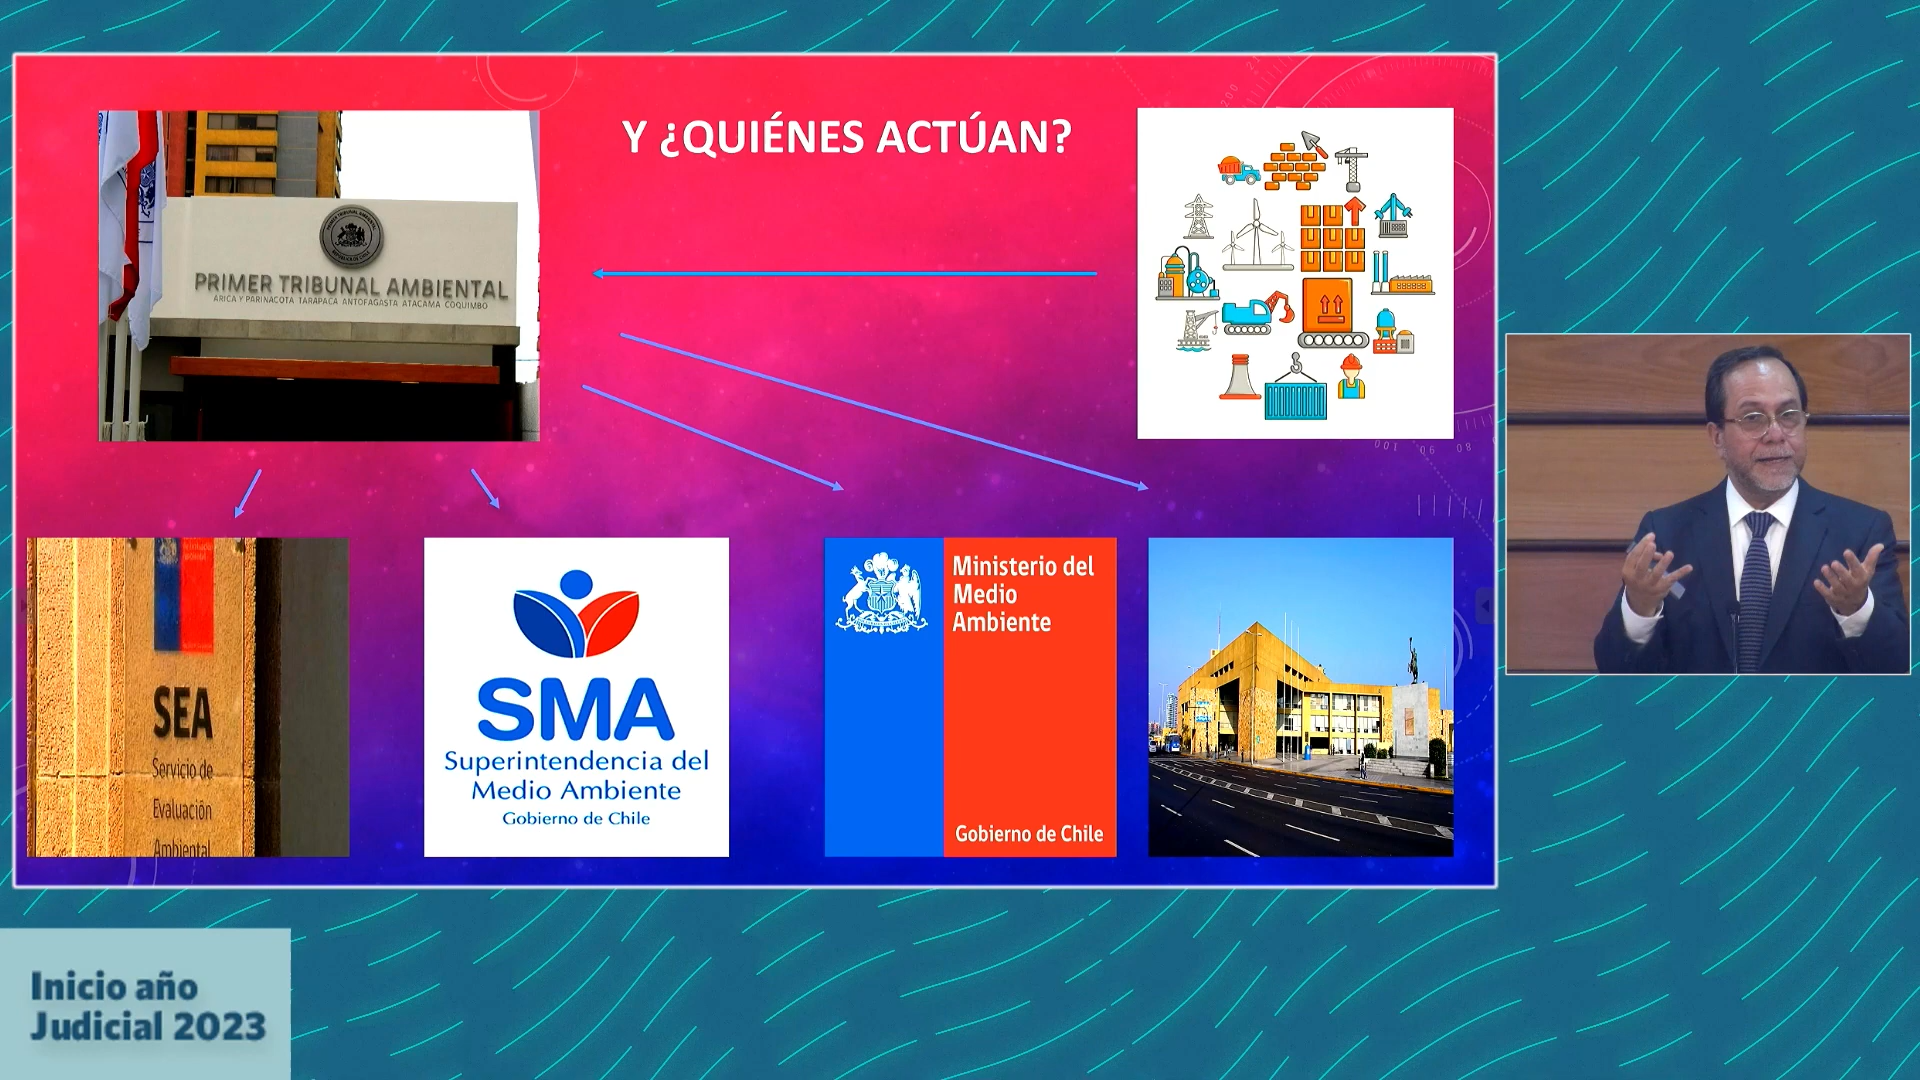 Y ¿QUIÉNES ACTÚAN?
PRIMER TRIBUNAL AMBIENTAL
ARICA Y PARINACOTA TARAPACA ANTOFAGASTA ATACAMA COQUIMBO
SEA
Servicio de
Evaluación
Ambiental
SMA
Superintendencia del
Medio Ambiente
Gobierno de Chile
Ministerio del
Medio
Ambiente
Gobierno de Chile
Inicio año
Judicial 2023